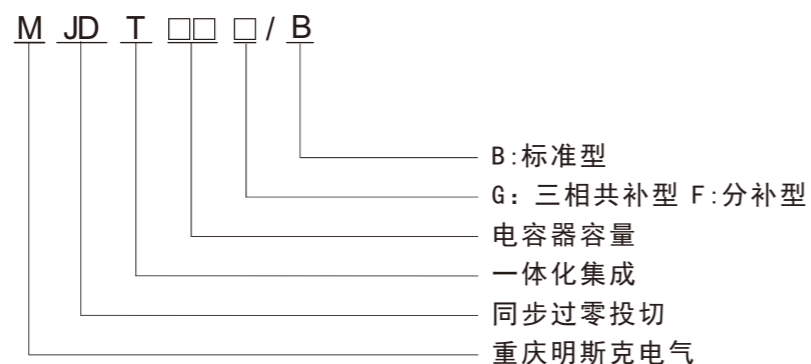 M JD T □□ □ / B
B:标准型
G: 三相共补型 F:分补型
电容器容量
一体化集成
同步过零投切
重庆明斯克电气